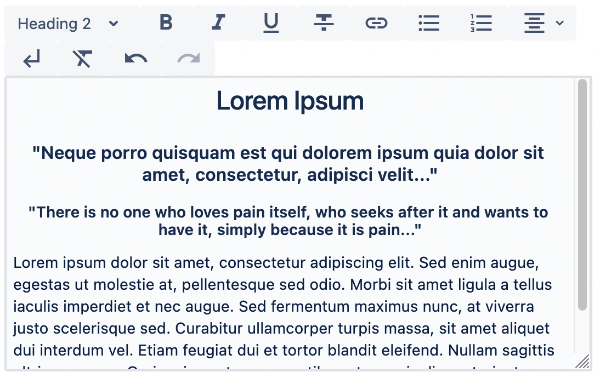 Heading 2
Lorem Ipsum
"Neque porro quisquam est qui dolorem ipsum quia dolor sit
amet, consectetur, adipisci velit..."
"There is no one who loves pain itself, who seeks after it and wants to
have it, simply because it is pain..."
Lorem ipsum dolor sit amet, consectetur adipiscing elit. Sed enim augue,
egestas ut molestie at, pellentesque sed odio. Morbi sit amet ligula a tellus
iaculis imperdiet et nec augue. Sed fermentum maximus nunc, at viverra
justo scelerisque sed. Curabitur ullamcorper turpis massa, sit amet aliquet
dui interdum vel. Etiam feugiat dui et tortor blandit eleifend. Nullam sagittis